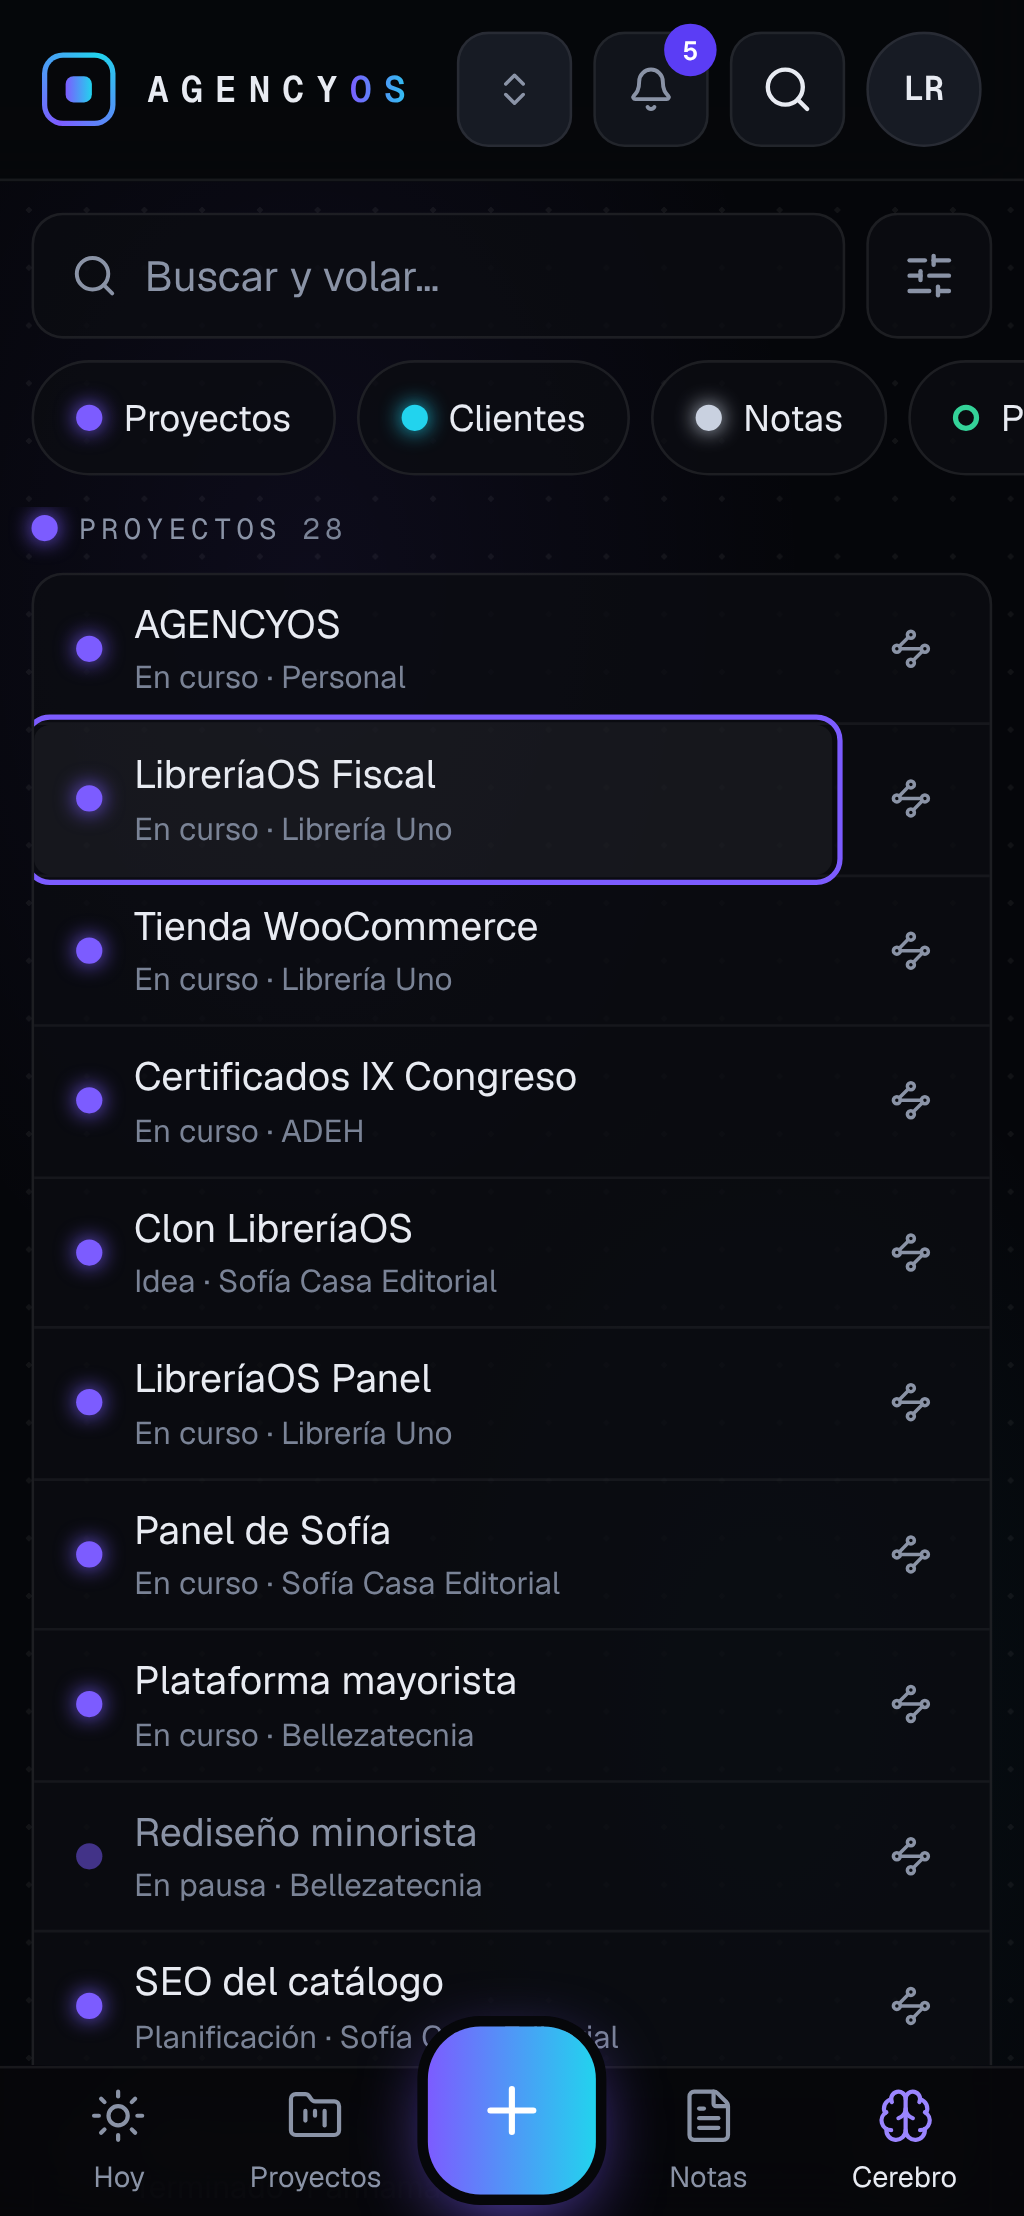 AGENCYOS
5
LR
Buscar y volar...
Proyectos
Clientes
Notas
P
PROYECTOS 28
AGENCYOS
En curso · Personal
LibreríaOS Fiscal
En curso · Librería Uno
Tienda WooCommerce
En curso · Librería Uno
Certificados IX Congreso
En curso · ADEH
Clon LibreríaOS
Idea · Sofía Casa Editorial
LibreríaOS Panel
En curso · Librería Uno
Panel de Sofía
En curso · Sofía Casa Editorial
Plataforma mayorista
En curso · Bellezatecnia
Rediseño minorista
En pausa · Bellezatecnia
SEO del catálogo
Planificación · Sofía
Hoy
Proyectos
Notas
Cerebro